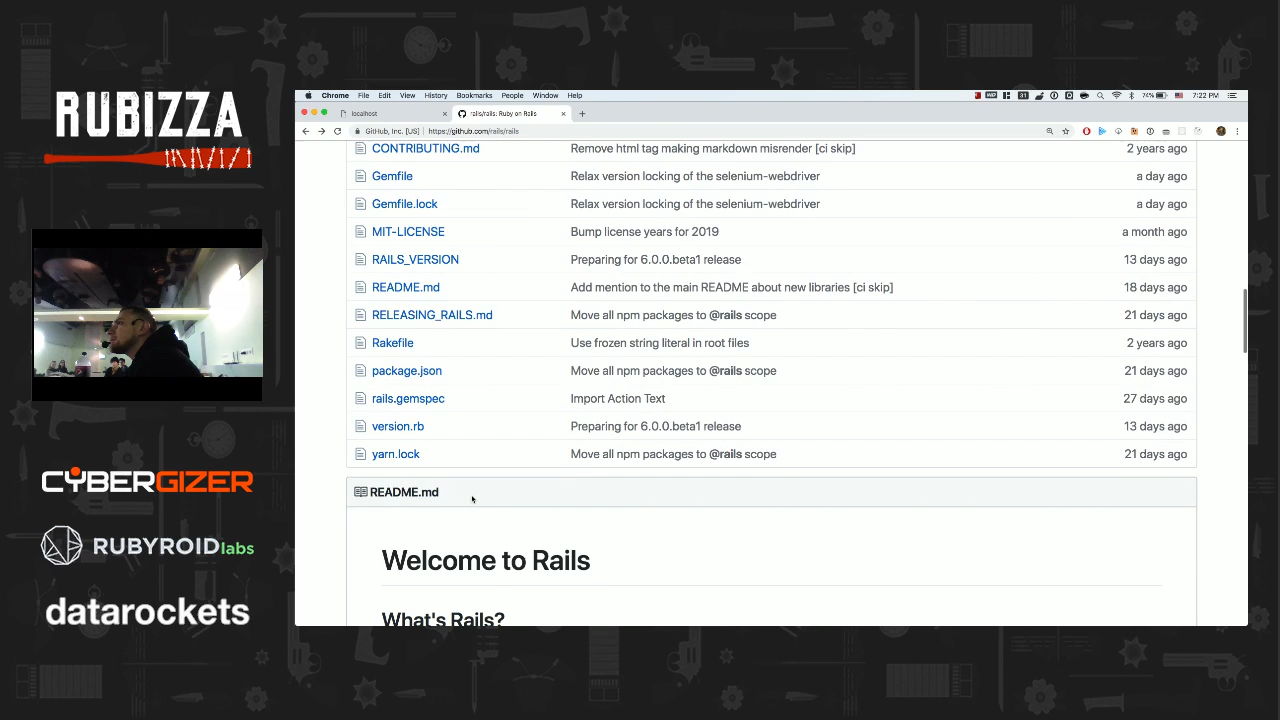 RUBIZZA
CYBERGIZER
RUBYROIDlabs
datarockets
Chrome File Edit View History Bookmarks People Window Help
31 74% 7:22 PM
localhost
rails/rails: Ruby on Rails
GitHub, Inc. [US] https://github.com/rails/rails
CONTRIBUTING.md Remove html tag making markdown misrender [ci skip] 2 years ago
Gemfile Relax version locking of the selenium-webdriver a day ago
Gemfile.lock Relax version locking of the selenium-webdriver a day ago
MIT-LICENSE Bump license years for 2019 a month ago
RAILS_VERSION Preparing for 6.0.0.beta1 release 13 days ago
README.md Add mention to the main README about new libraries [ci skip] 18 days ago
RELEASING_RAILS.md Move all npm packages to @rails scope 21 days ago
Rakefile Use frozen string literal in root files 2 years ago
package.json Move all npm packages to @rails scope 21 days ago
rails.gemspec Import Action Text 27 days ago
version.rb Preparing for 6.0.0.beta1 release 13 days ago
yarn.lock Move all npm packages to @rails scope 21 days ago
README.md
Welcome to Rails
What's Rails?